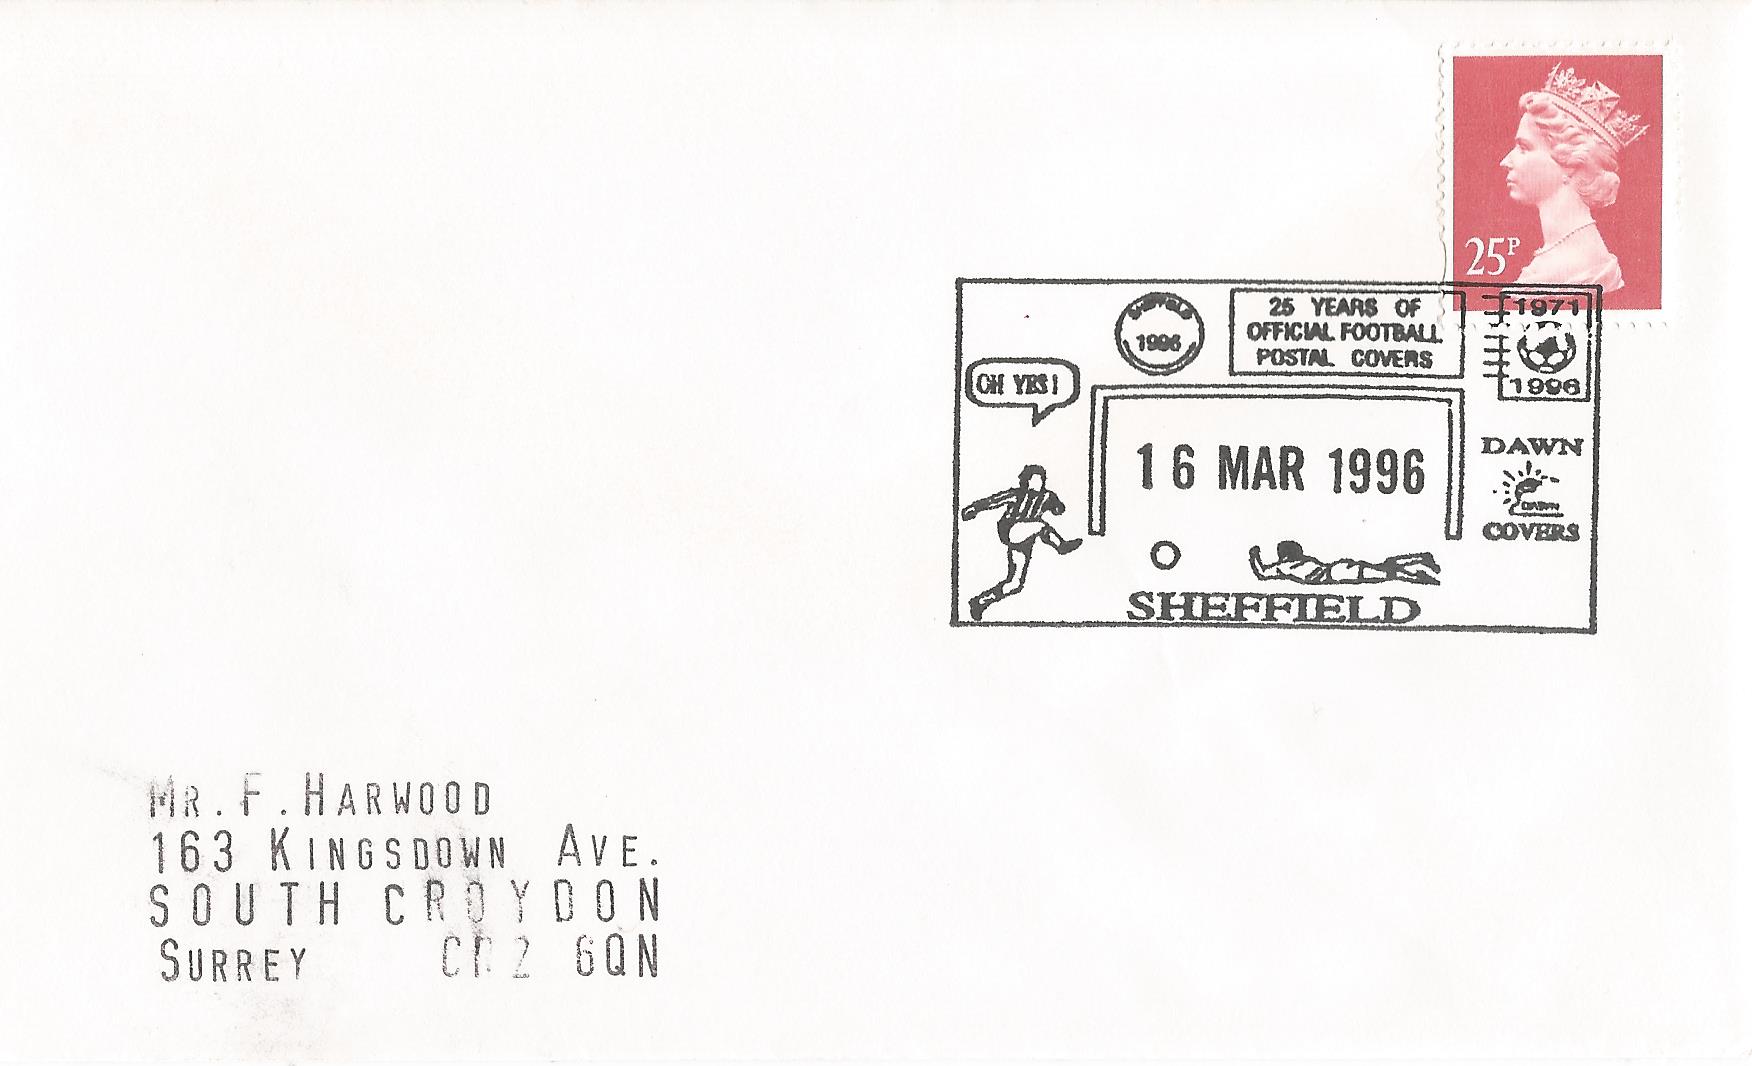 25P
SHEFFIELD
1996
25 YEARS OF
OFFICIAL FOOTBALL
POSTAL COVERS
1971
1996
OH YES!
16 MAR 1996
DAWN
DAWN
COVERS
SHEFFIELD
MR. F. HARWOOD
163 KINGSDOWN AVE.
SOUTH CROYDON
SURREY CR2 6QN